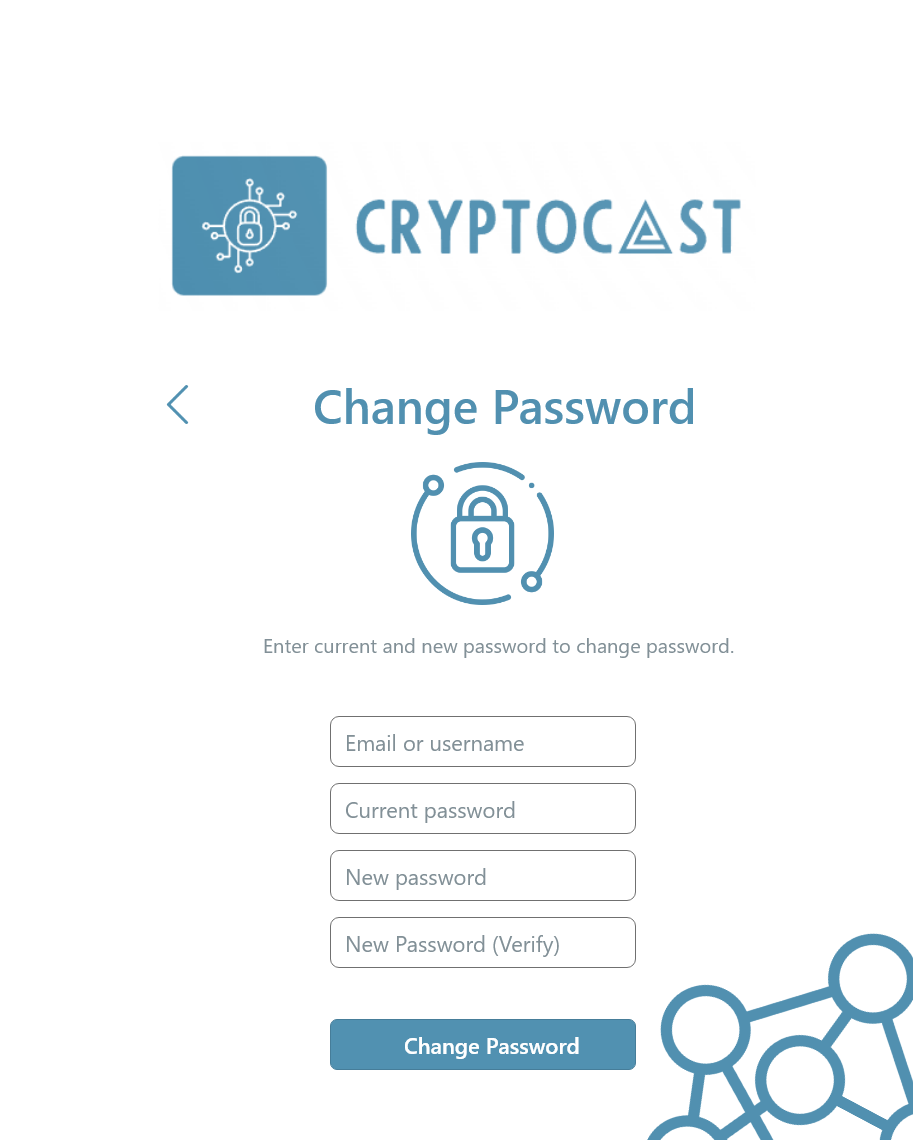 CRYPTOCAST
Change Password
Enter current and new password to change password.
Email or username
Current password
New password
New Password (Verify)
Change Password